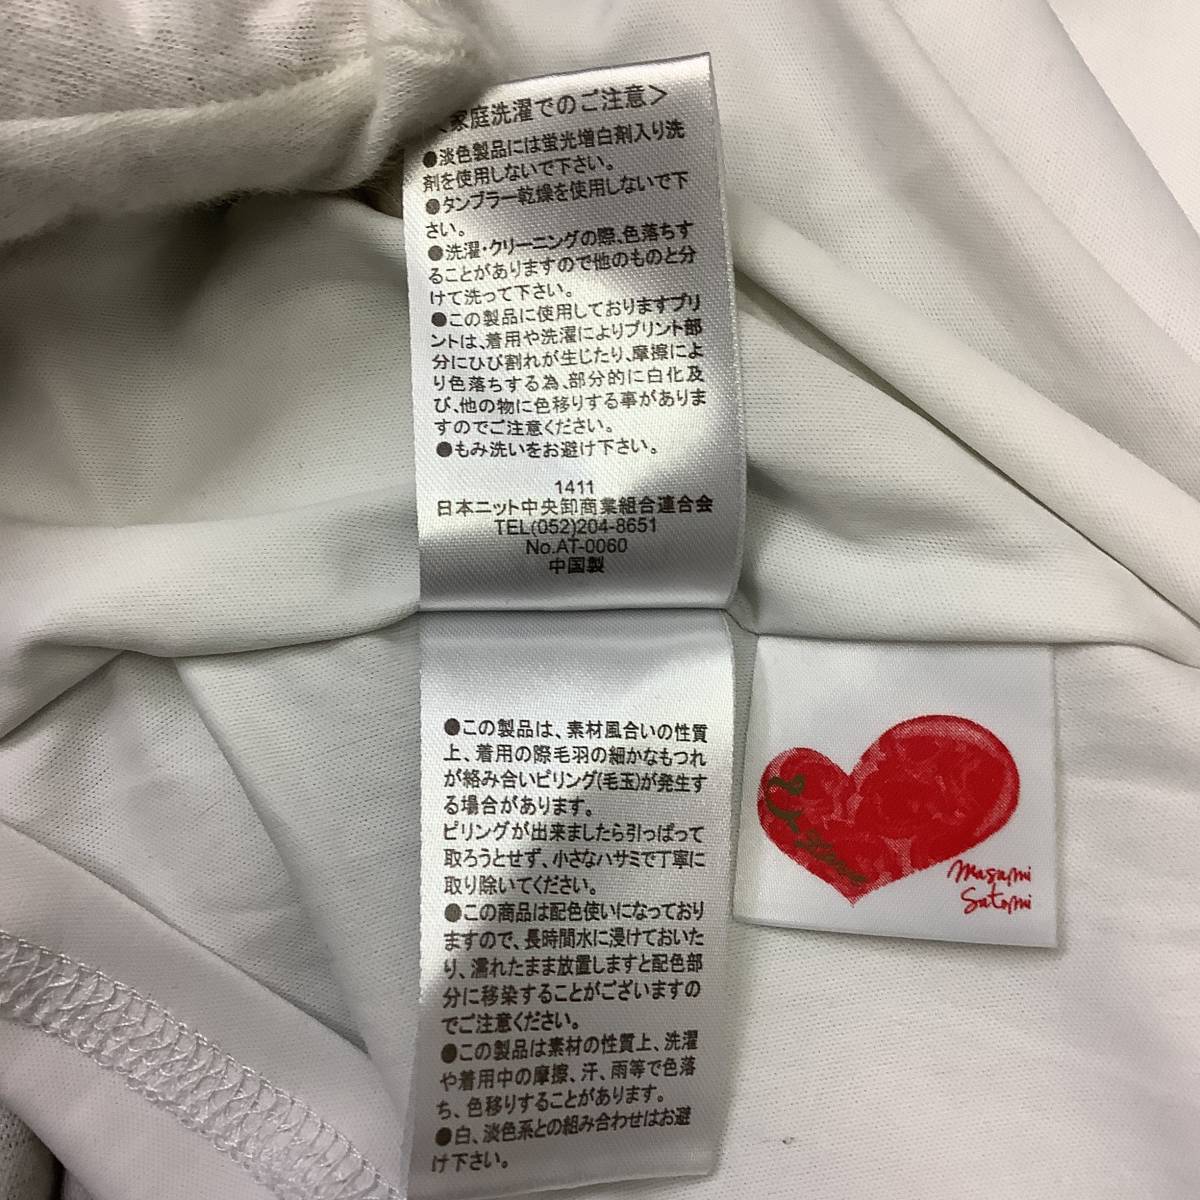 ＜家庭洗濯でのご注意＞
●淡色製品には蛍光増白剤入り洗
剤を使用しないで下さい。
●タンブラー乾燥を使用しないで下
さい。
●洗濯・クリーニングの際、色落ちす
ることがありますので他のものと分
けて洗って下さい。
●この製品に使用しておりますプリ
ントは、着用や洗濯によりプリント部
分にひび割れが生じたり、摩擦によ
り色落ちする為、部分的に白化及
び、他の物に色移りする事がありま
すのでご注意ください。
●もみ洗いをお避け下さい。
1411
日本ニット中央卸商業組合連合会
TEL(052)204-8651
No.AT-0060
中国製
●この製品は、素材風合いの性質
上、着用の際毛羽の細かなもつれ
が絡み合いピリング(毛玉)が発生す
る場合があります。
ピリングが出来ましたら引っぱって
取ろうとせず、小さなハサミで丁寧に
取り除いてください。
●この商品は配色使いになっており
ますので、長時間水に浸けておいた
り、濡れたまま放置しますと配色部
分に移染することがございますの
でご注意ください。
●この製品は素材の性質上、洗濯
や着用中の摩擦、汗、雨等で色落
ち、色移りすることがあります。
●白、淡色系との組み合わせはお避
け下さい。
Masami
Satomi